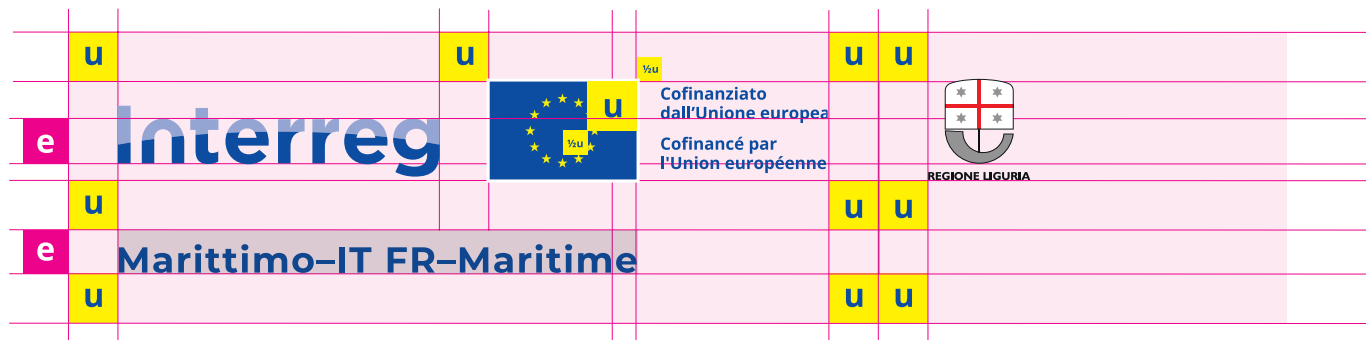 u u u u
½u
Cofinanziato
dall'Unione europea
u
e
Interreg
½u
Cofinancé par
l'Union européenne
REGIONE LIGURIA
u u u
e
Marittimo–IT FR–Maritime
u u u